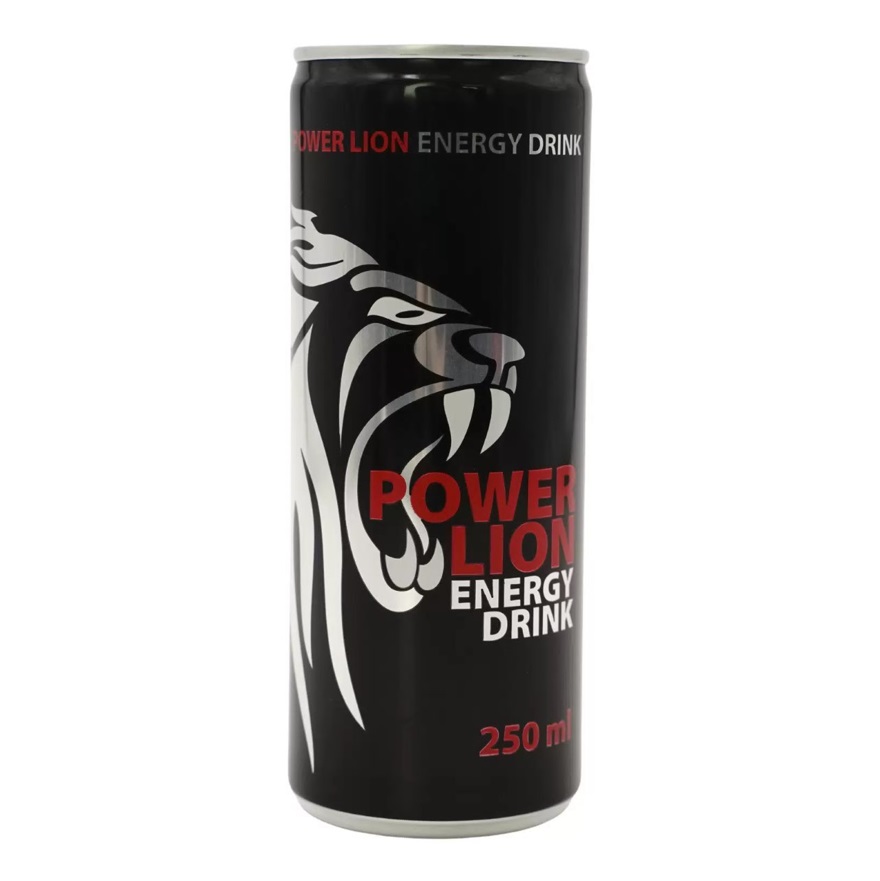 POWER LION ENERGY DRINK
POWER
LION
ENERGY
DRINK
250 ml